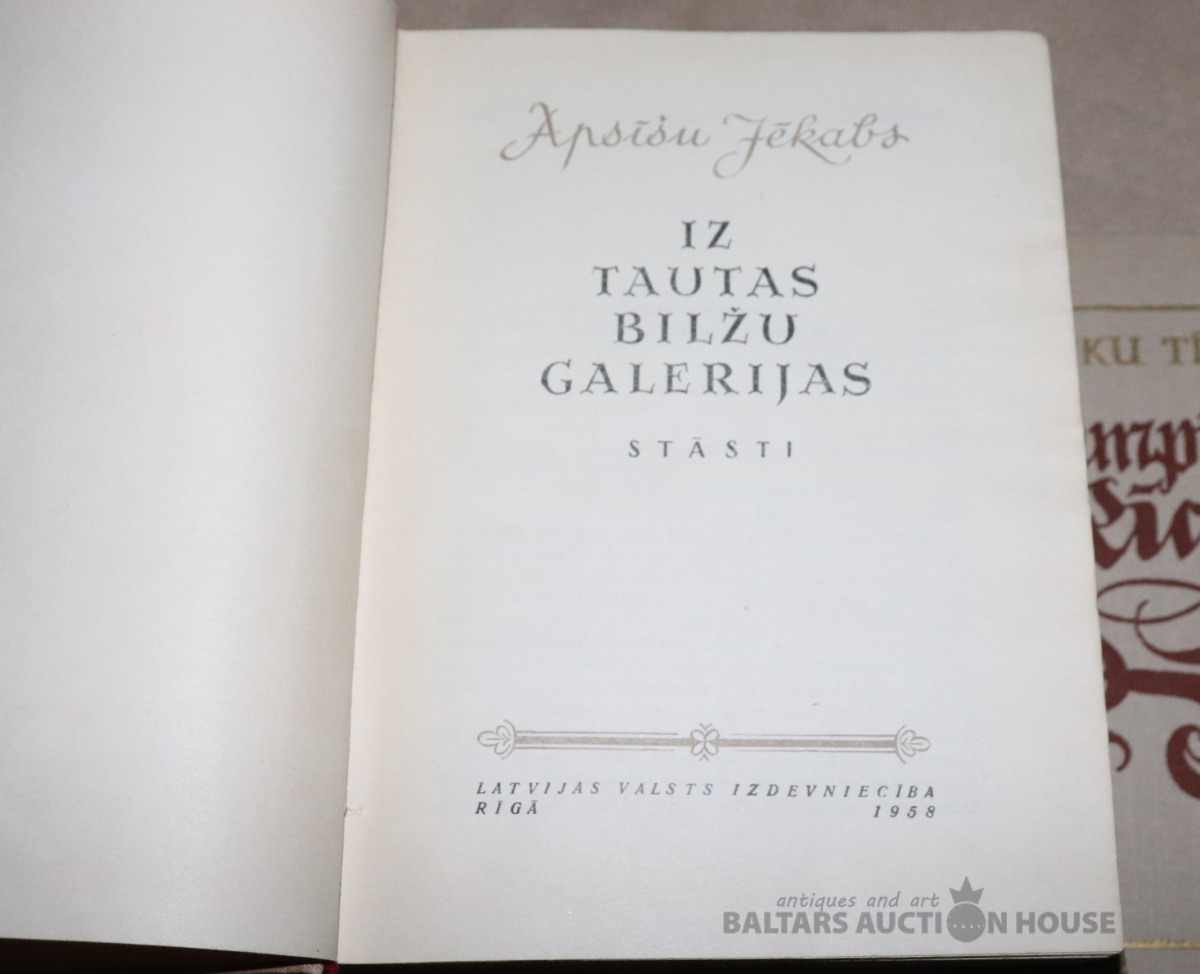 Apsīšu Jēkabs
IZ
TAUTAS
BILŽU
GALERIJAS
STĀSTI
LATVIJAS VALSTS IZDEVNIECĪBA
RĪGĀ 1958
antiques and art
BALTARS AUCTION HOUSE